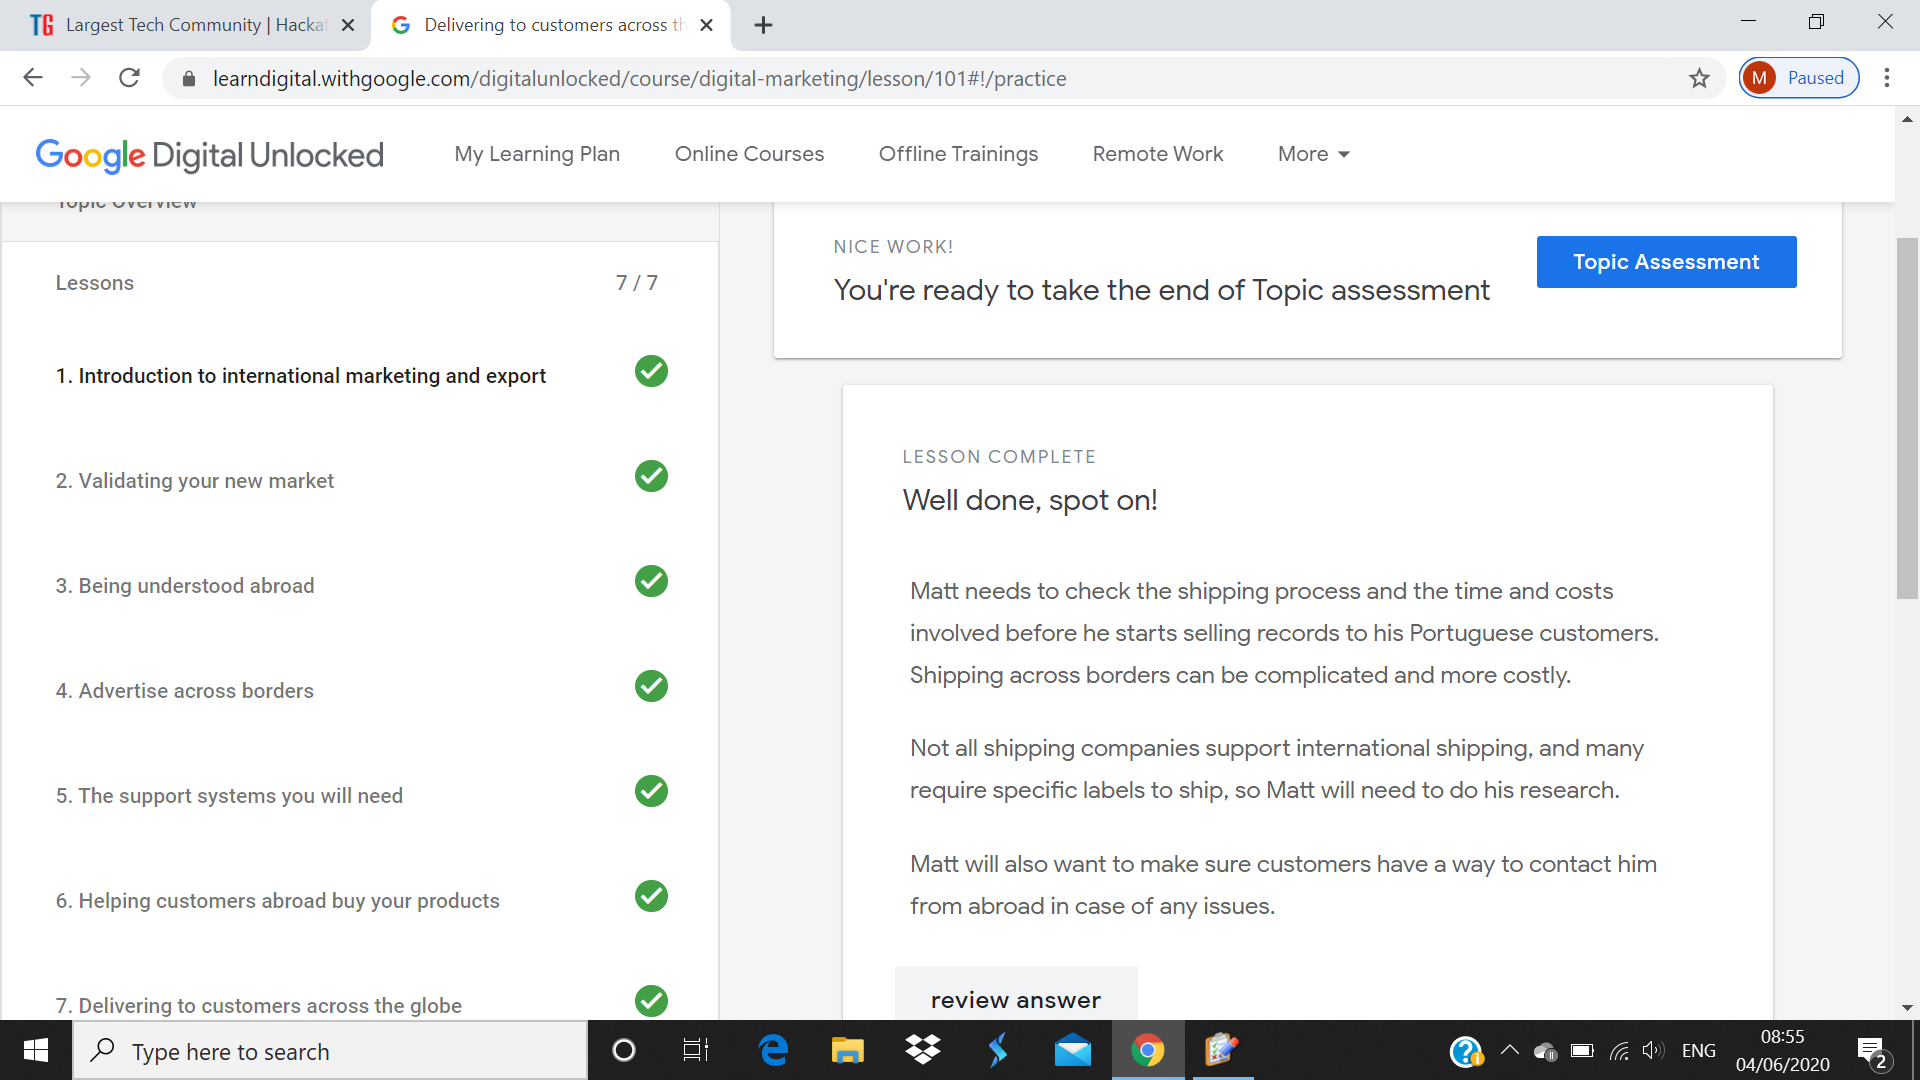 TG Largest Tech Community | Hacka
Delivering to customers across th
learndigital.withgoogle.com/digitalunlocked/course/digital-marketing/lesson/101#!/practice
M Paused
Google Digital Unlocked
My Learning Plan
Online Courses
Offline Trainings
Remote Work
More
Topic Overview
Lessons
7 / 7
1. Introduction to international marketing and export
2. Validating your new market
3. Being understood abroad
4. Advertise across borders
5. The support systems you will need
6. Helping customers abroad buy your products
7. Delivering to customers across the globe
NICE WORK!
You're ready to take the end of Topic assessment
Topic Assessment
LESSON COMPLETE
Well done, spot on!
Matt needs to check the shipping process and the time and costs
involved before he starts selling records to his Portuguese customers.
Shipping across borders can be complicated and more costly.
Not all shipping companies support international shipping, and many
require specific labels to ship, so Matt will need to do his research.
Matt will also want to make sure customers have a way to contact him
from abroad in case of any issues.
review answer
Type here to search
ENG
08:55
04/06/2020
2